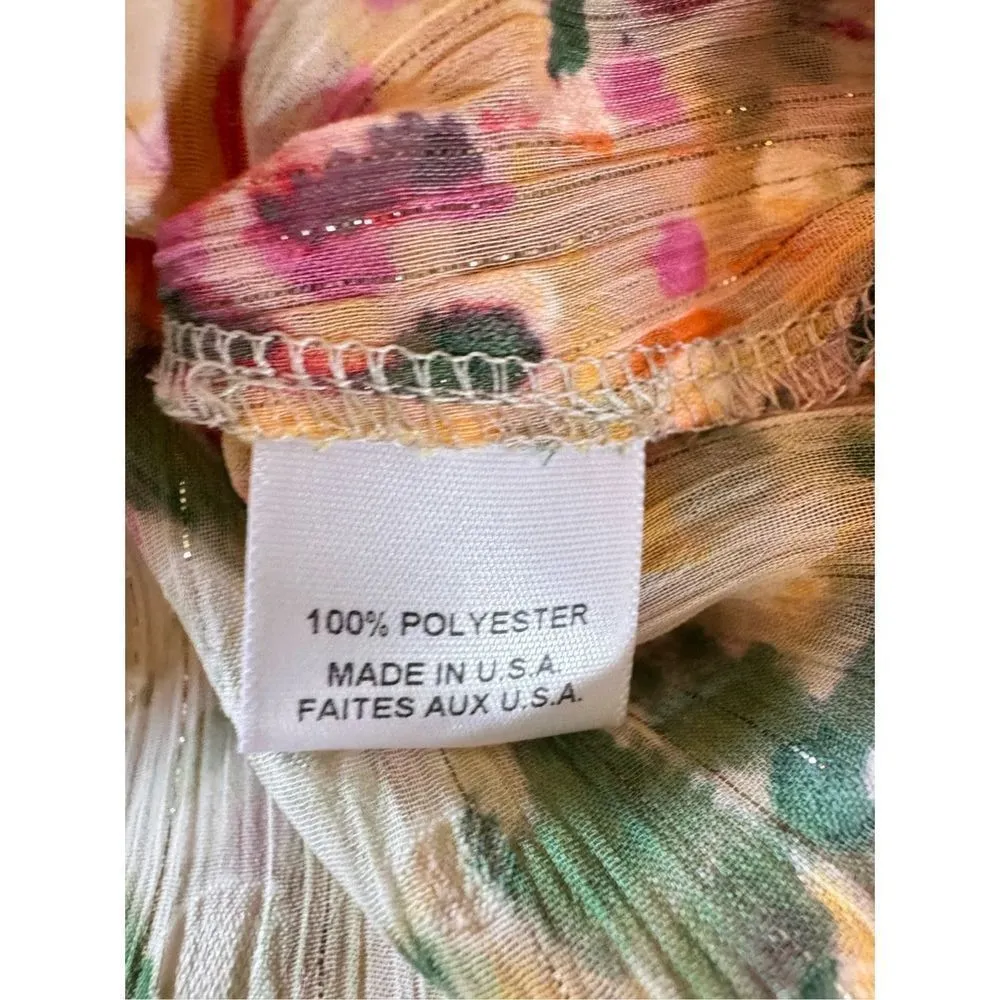 100% POLYESTER
MADE IN U.S.A.
FAITES AUX U.S.A.